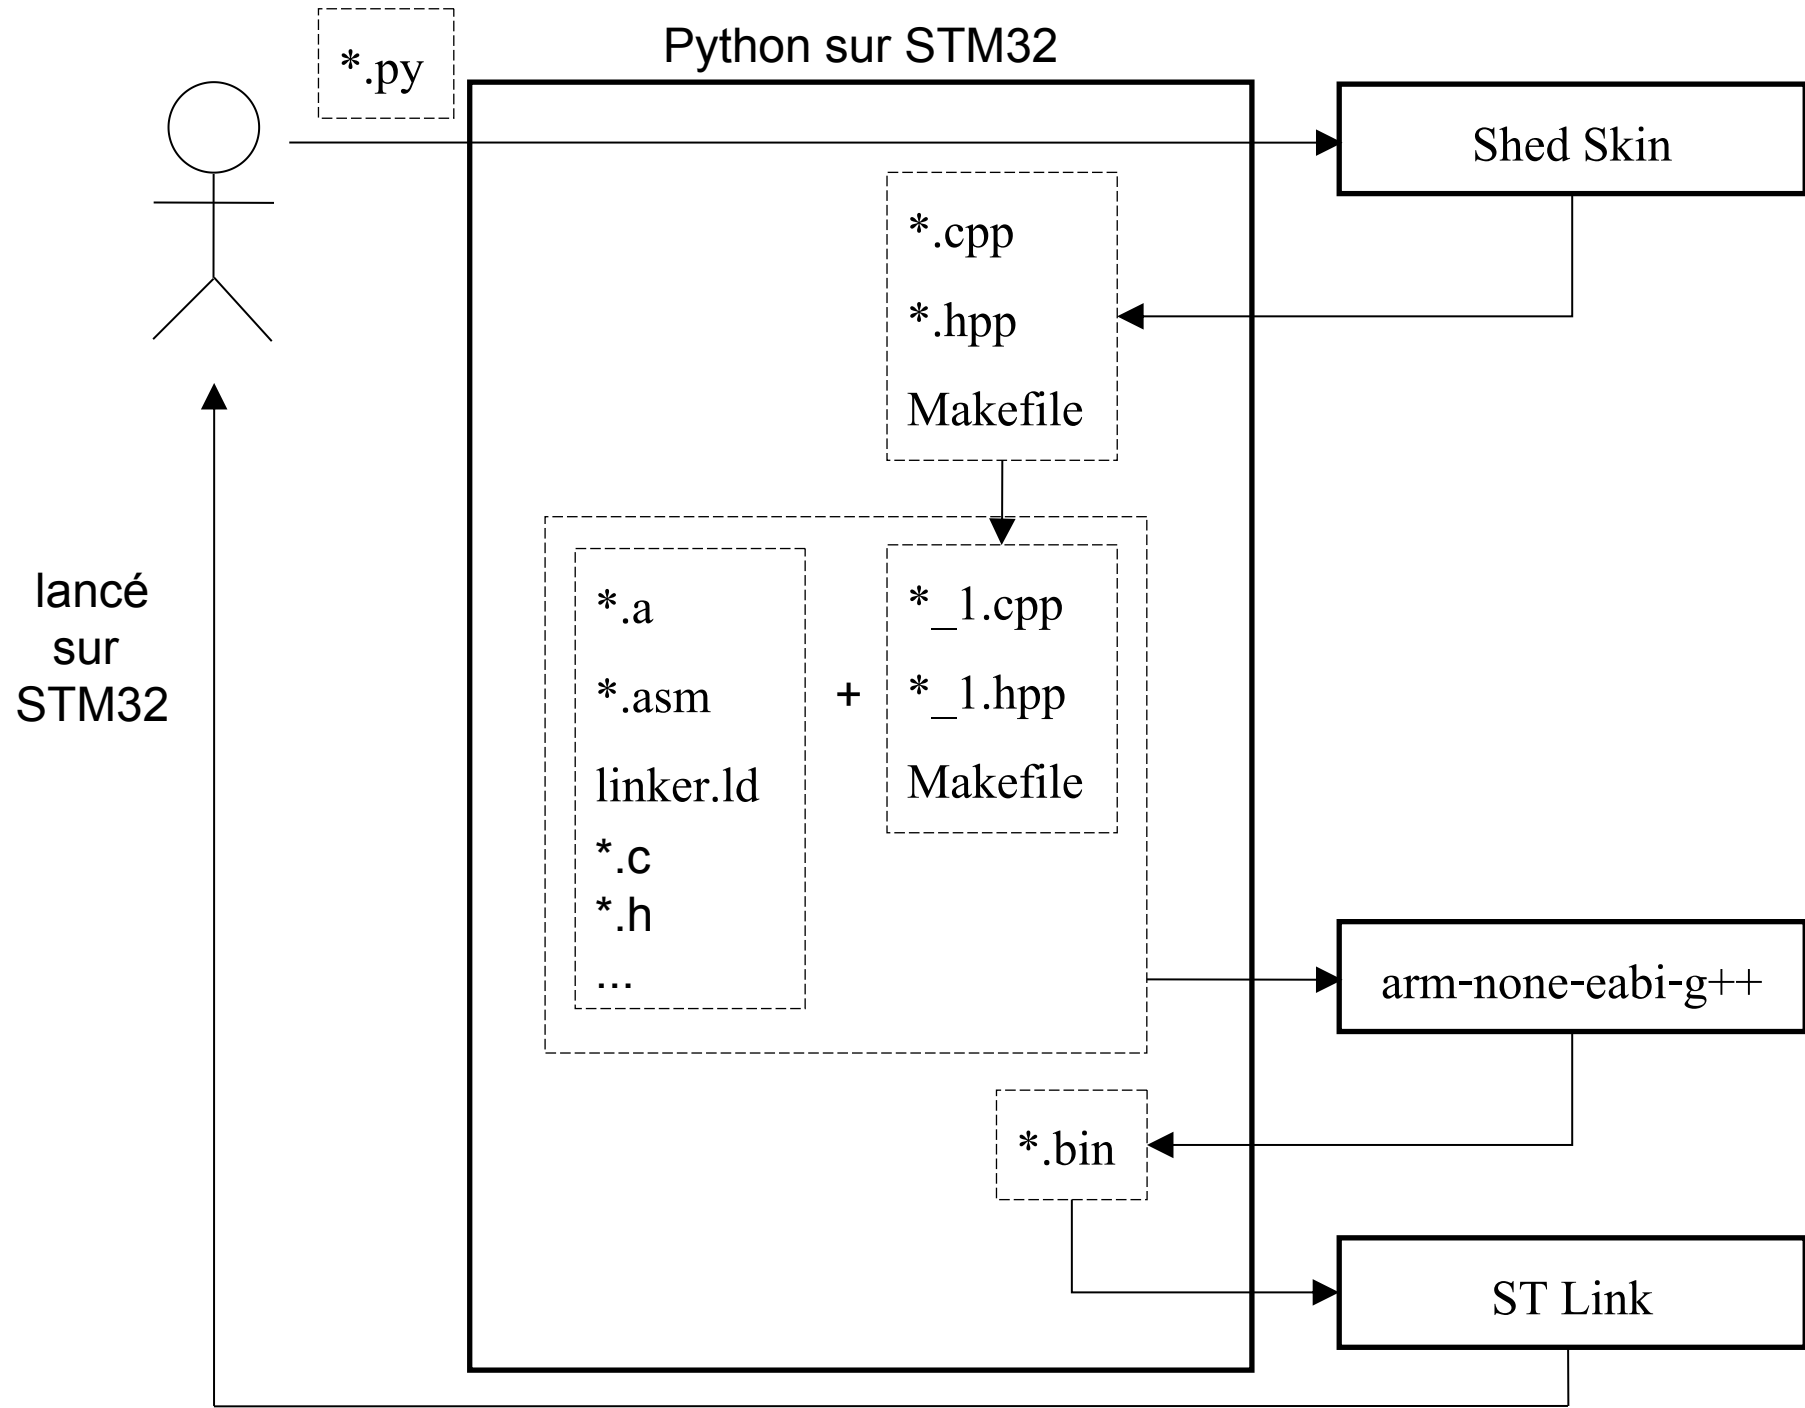 *.py
Python sur STM32
Shed Skin
*.cpp
*.hpp
Makefile
lancé
sur
STM32
*.a
*.asm
linker.ld
*.c
*.h
...
+
*_1.cpp
*_1.hpp
Makefile
arm-none-eabi-g++
*.bin
ST Link